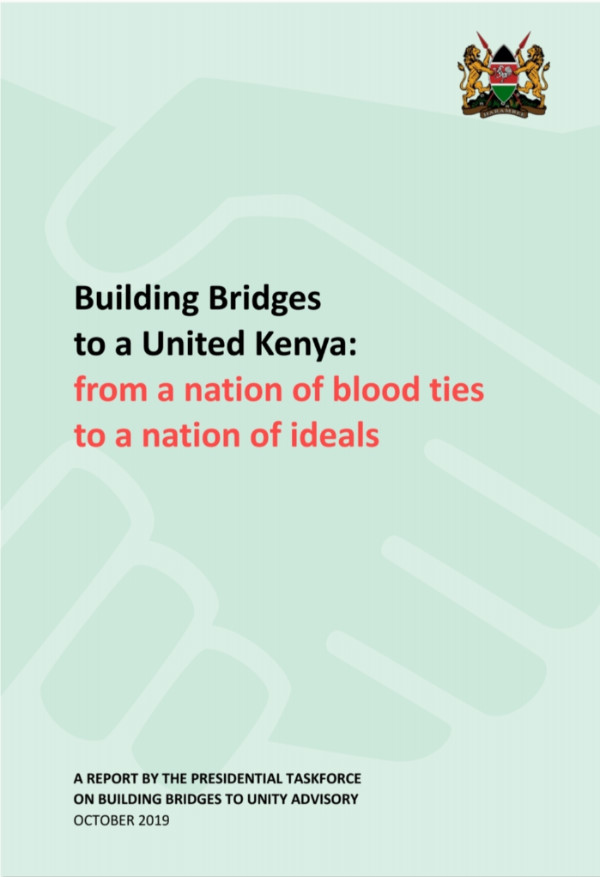 HARAMBEE
Building Bridges
to a United Kenya:
from a nation of blood ties
to a nation of ideals
A REPORT BY THE PRESIDENTIAL TASKFORCE
ON BUILDING BRIDGES TO UNITY ADVISORY
OCTOBER 2019